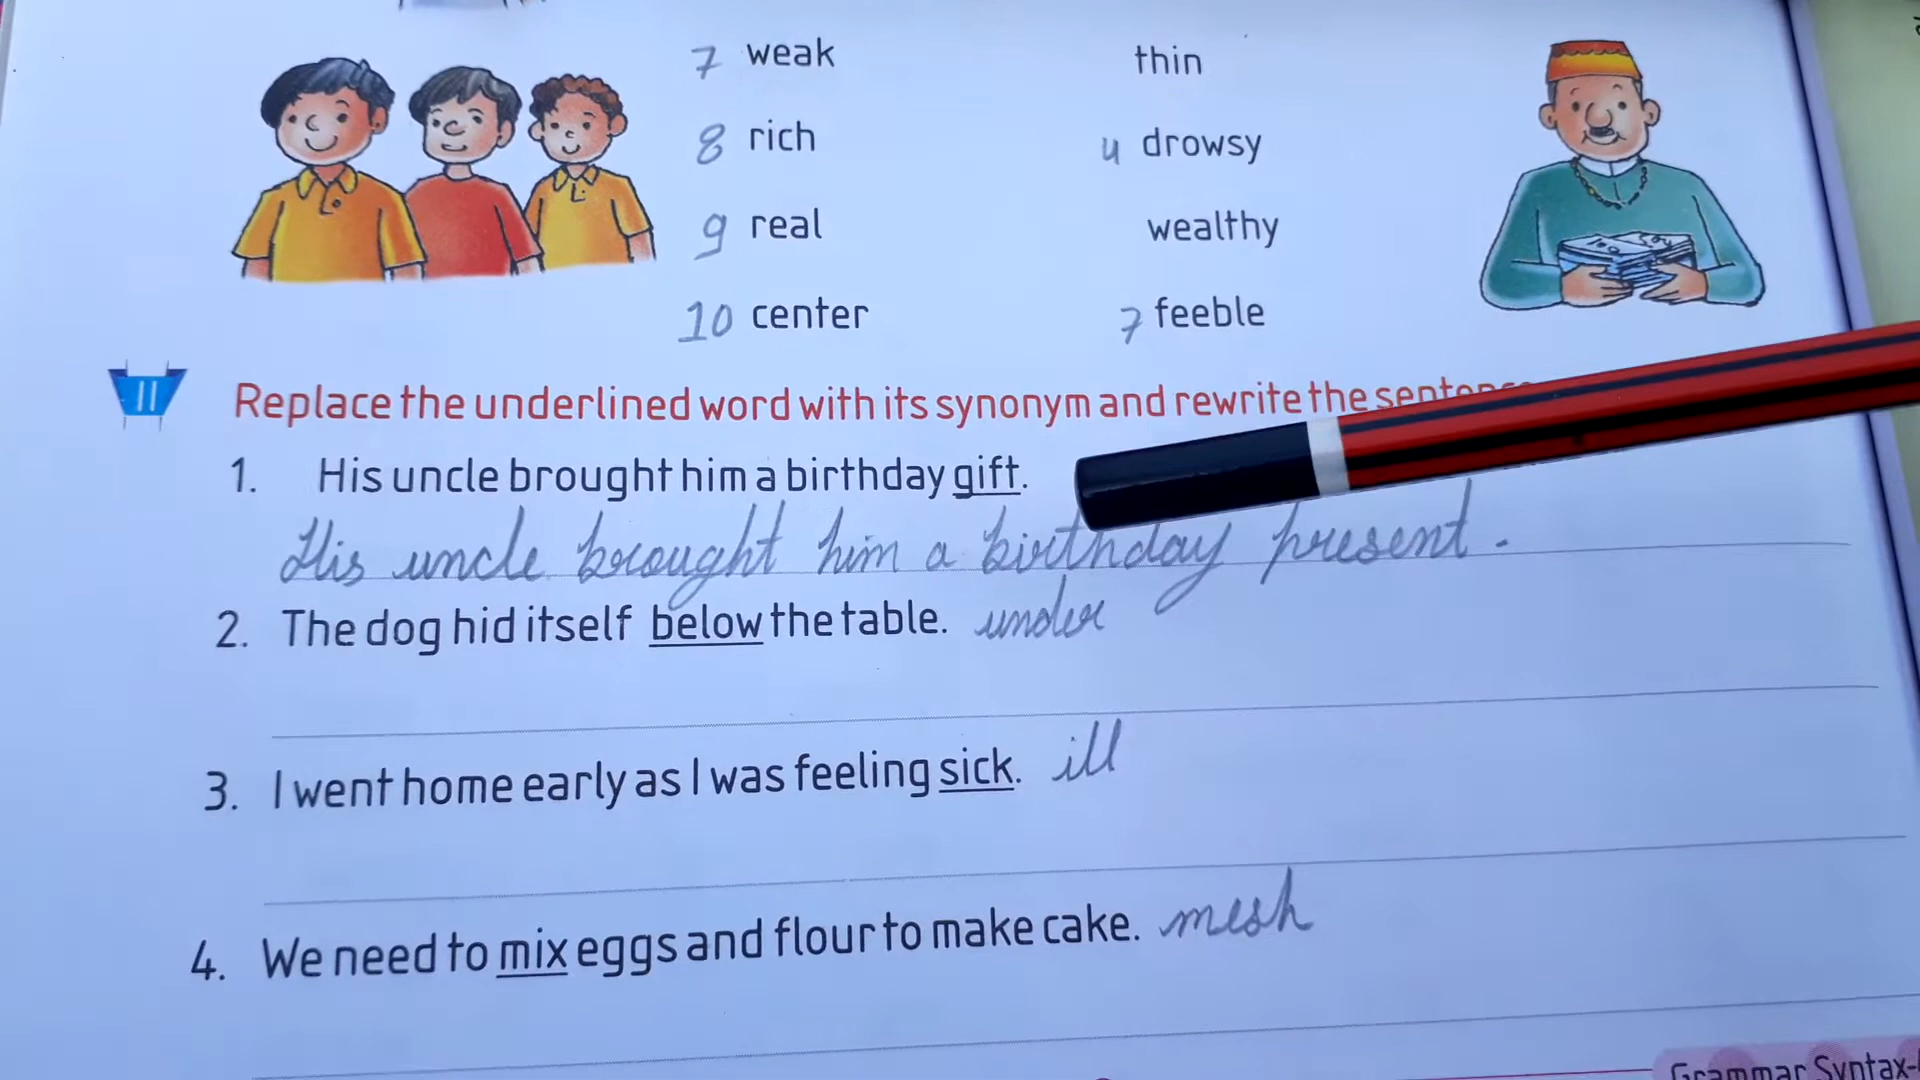 7 weak thin
8 rich 4 drowsy
9 real wealthy
10 center 7 feeble
II Replace the underlined word with its synonym and rewrite the
1. His uncle brought him a birthday gift.
His uncle brought him a birthday present.
2. The dog hid itself below the table. under
3. I went home early as I was feeling sick. ill
4. We need to mix eggs and flour to make cake. mesh
Grammar Syntax-